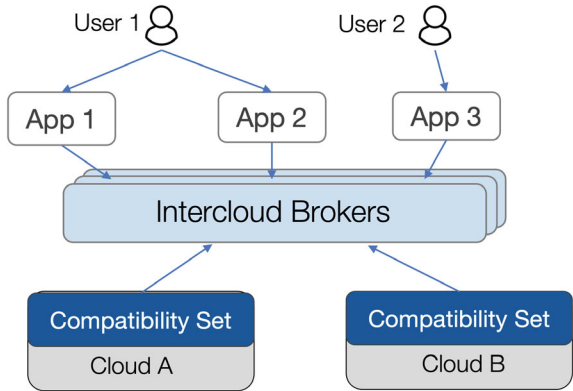 User 1
User 2
App 1
App 2
App 3
Intercloud Brokers
Compatibility Set
Compatibility Set
Cloud A
Cloud B